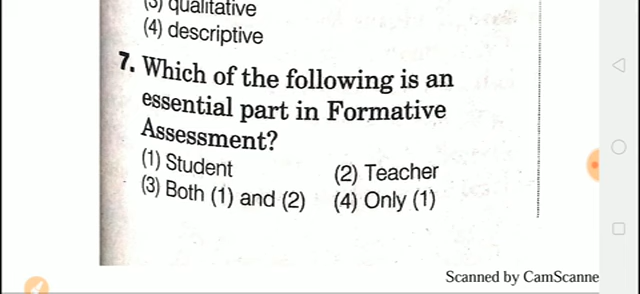 (3) qualitative
(4) descriptive
7. Which of the following is an
essential part in Formative
Assessment?
(1) Student (2) Teacher
(3) Both (1) and (2) (4) Only (1)
Scanned by CamScanne